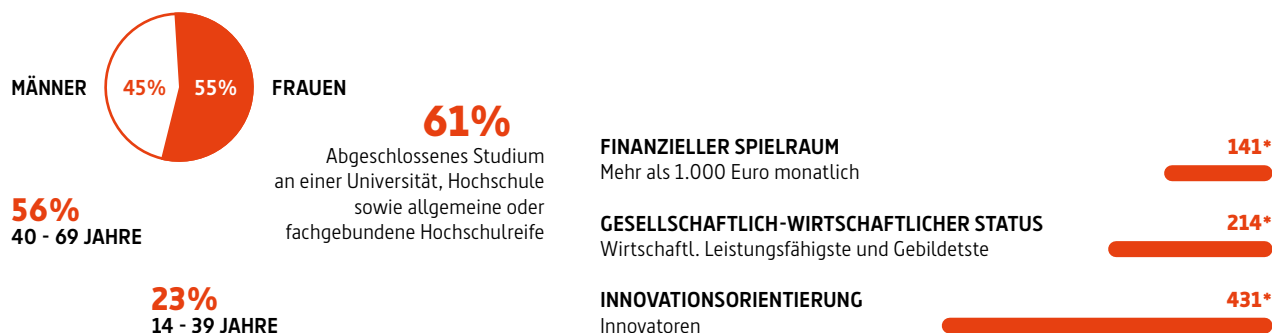 MÄNNER 45% 55% FRAUEN
61%
Abgeschlossenes Studium
an einer Universität, Hochschule
sowie allgemeine oder
fachgebundene Hochschulreife
56%
40 - 69 JAHRE
23%
14 - 39 JAHRE
FINANZIELLER SPIELRAUM 141*
Mehr als 1.000 Euro monatlich
GESELLSCHAFTLICH-WIRTSCHAFTLICHER STATUS 214*
Wirtschaftl. Leistungsfähigste und Gebildetste
INNOVATIONSORIENTIERUNG 431*
Innovatoren